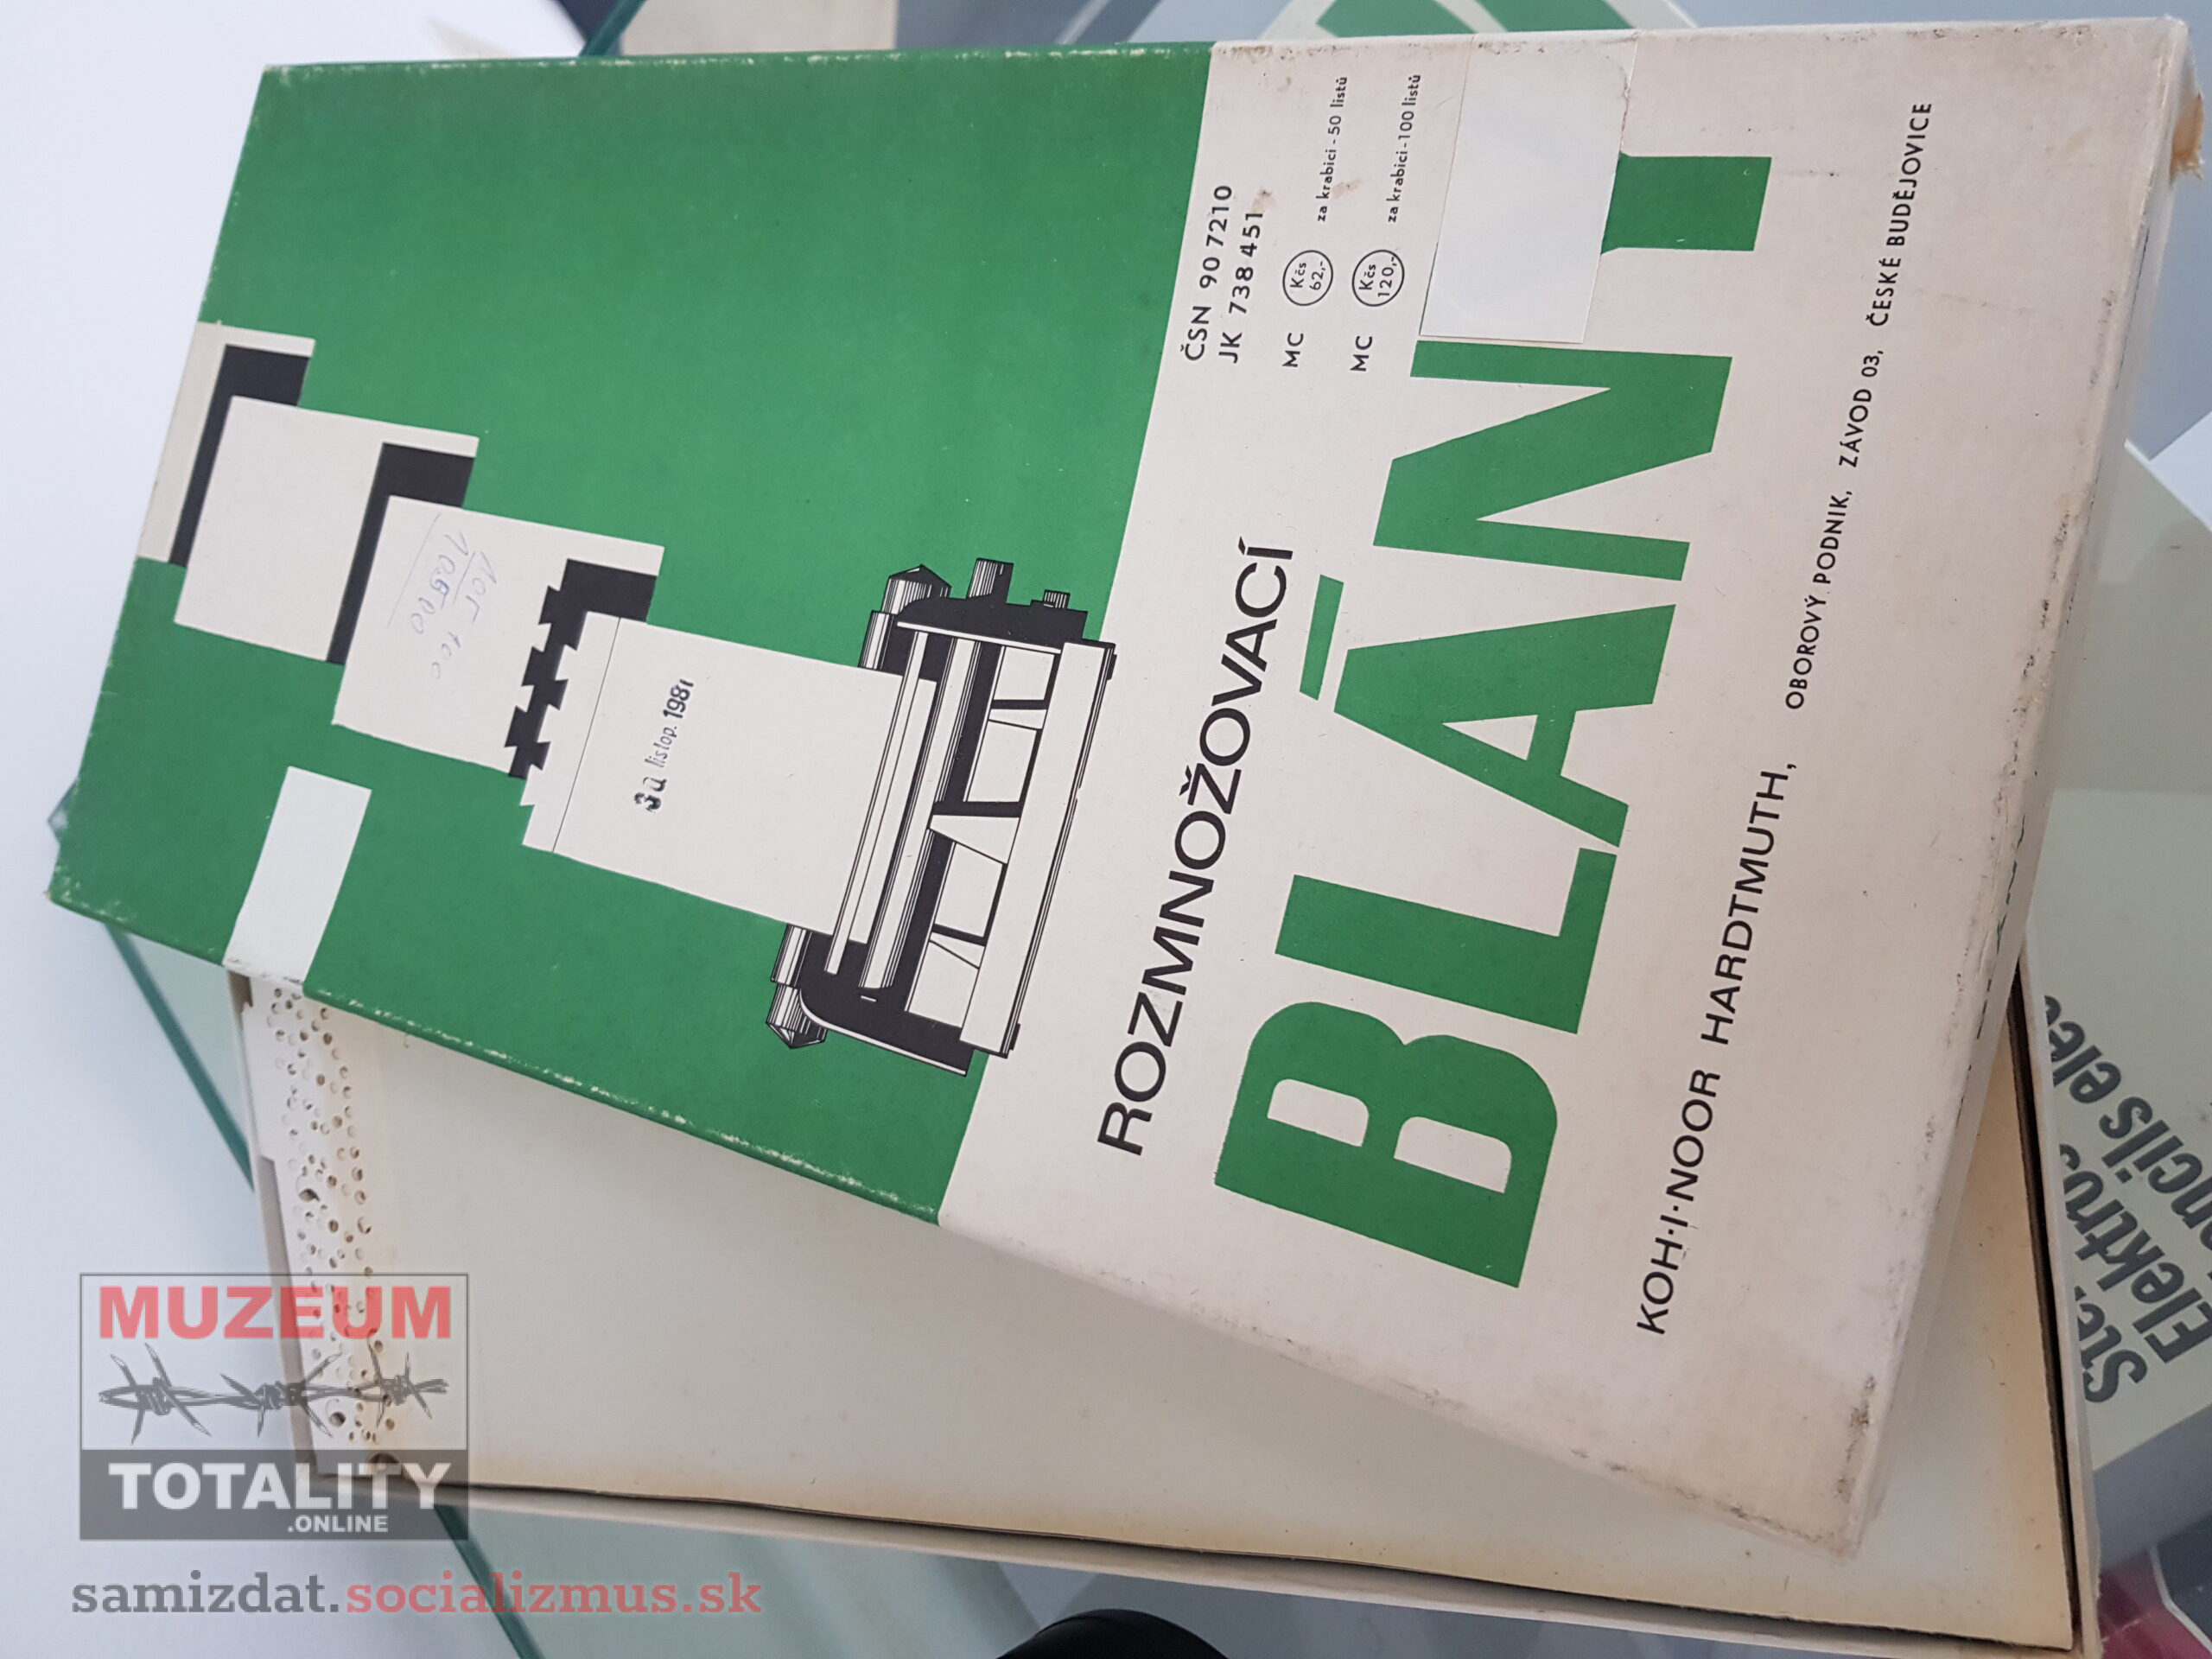 ČSN 90 7210
JK 738 451
MC Kčs 62,- za krabici - 50 listů
MC Kčs 120,- za krabici - 100 listů
30 listop. 1981
ROZMNOŽOVACÍ
BLÁNY
KOH·I·NOOR HARDTMUTH, OBOROVÝ PODNIK, ZÁVOD 03, ČESKÉ BUDĚJOVICE
MUZEUM
TOTALITY
.ONLINE
samizdat.socializmus.sk